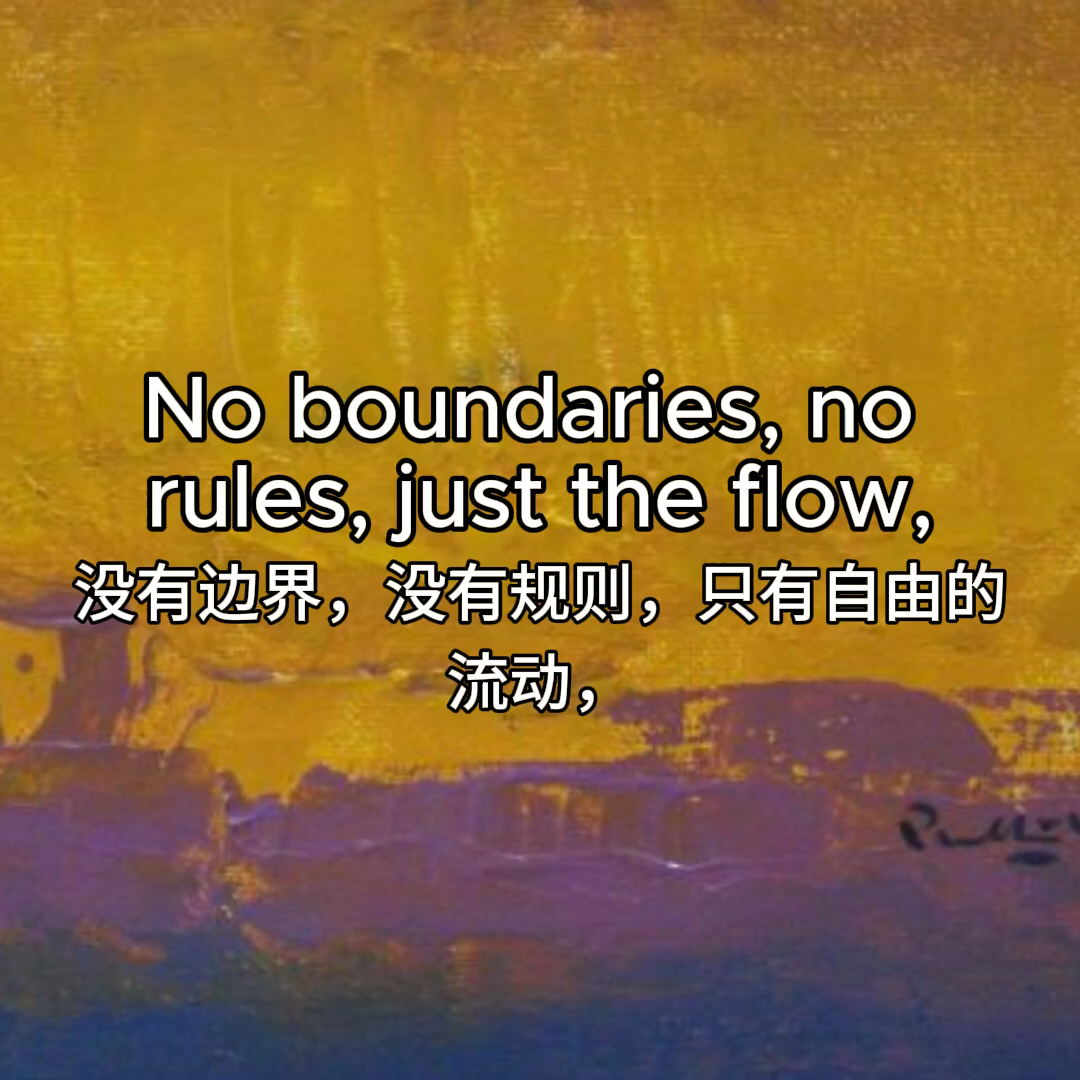 No boundaries, no
rules, just the flow,
没有边界，没有规则，只有自由的
流动，